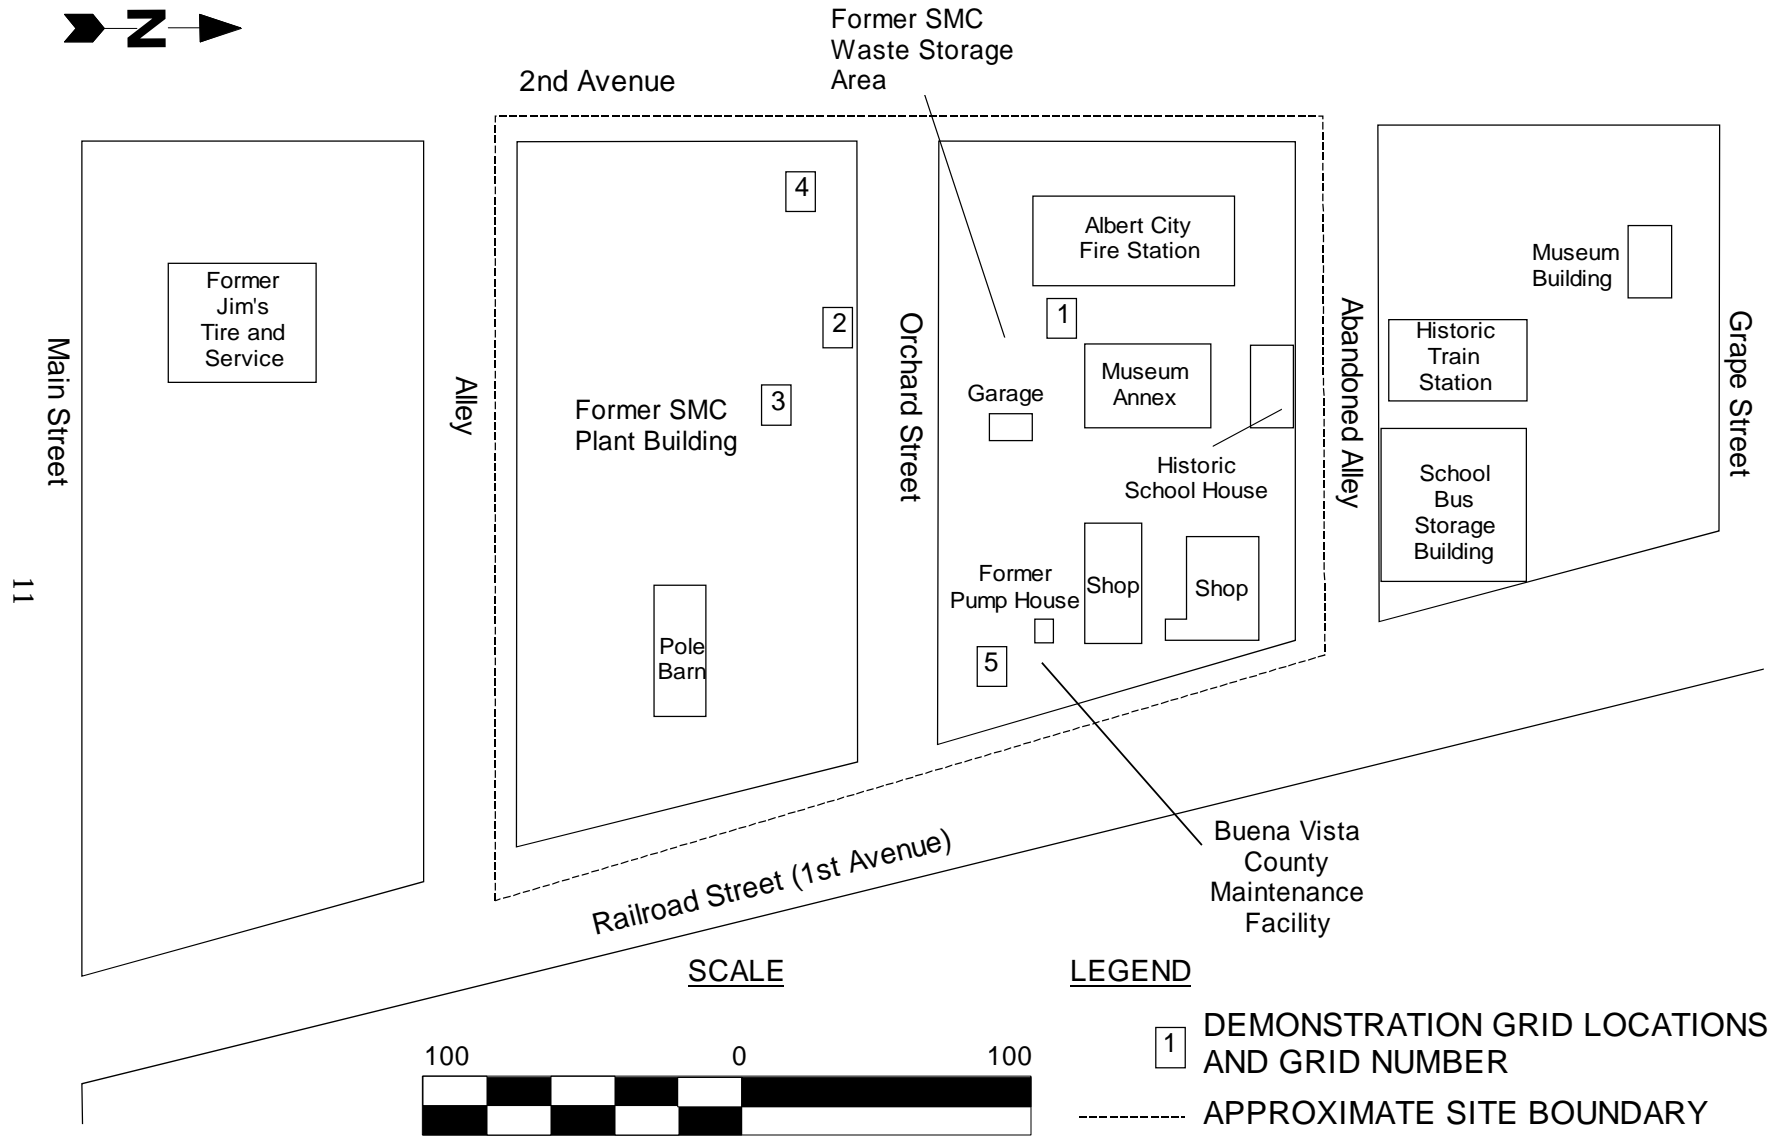 N
2nd Avenue
Former SMC
Waste Storage
Area
4
Albert City
Fire Station
Museum
Building
Former
Jim's
Tire and
Service
2
1
Main Street
Alley
Orchard Street
Abandoned Alley
Grape Street
Historic
Train
Station
Museum
Annex
3
Garage
Former SMC
Plant Building
Historic
School House
School
Bus
Storage
Building
Former
Pump House
Shop
Shop
11
Pole
Barn
5
Buena Vista
County
Maintenance
Facility
Railroad Street (1st Avenue)
SCALE
100 0 100
LEGEND
1
DEMONSTRATION GRID LOCATIONS
AND GRID NUMBER
APPROXIMATE SITE BOUNDARY